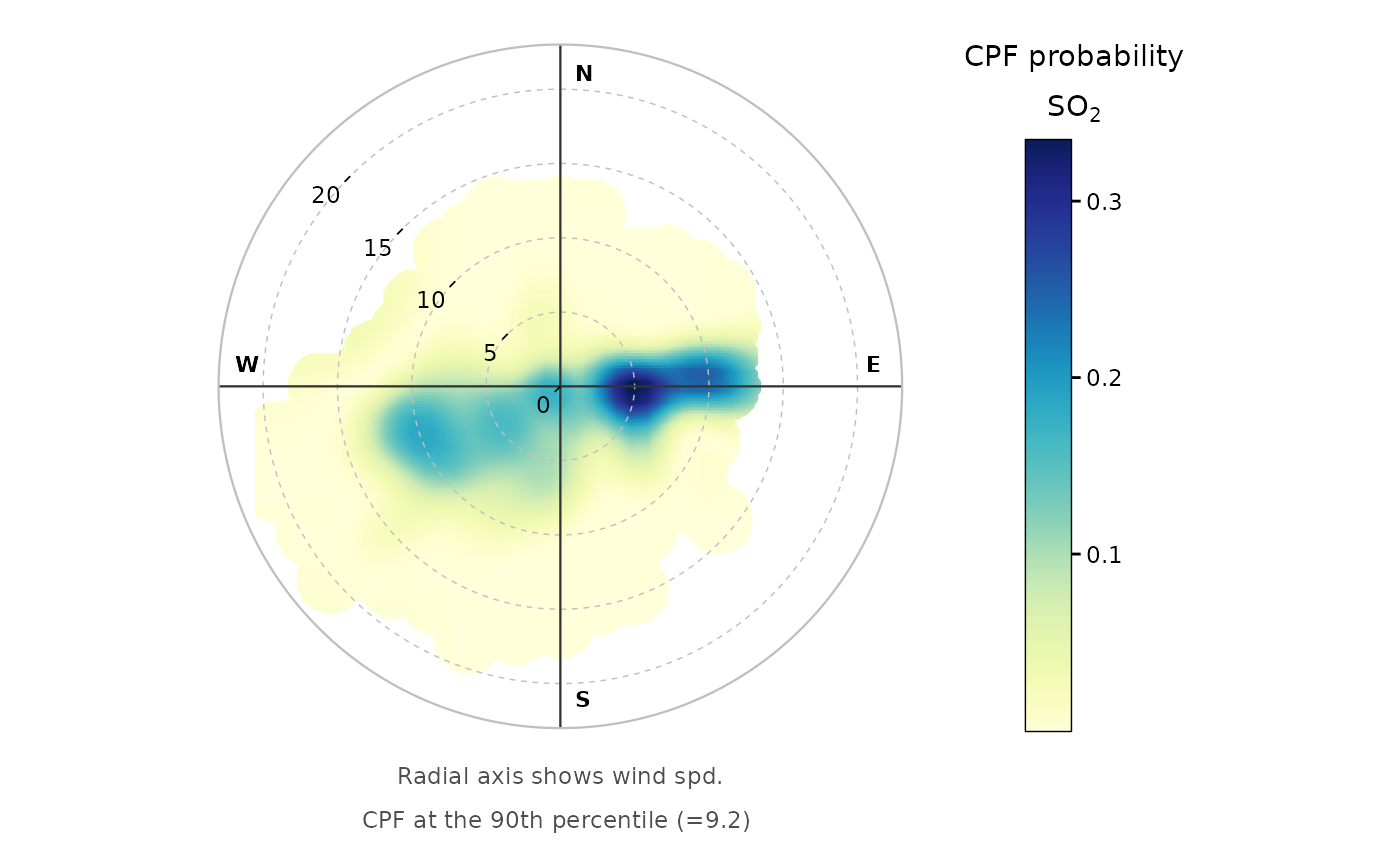 CPF probability
SO₂
N
20
15
10
5
0
W
E
S
0.3
0.2
0.1
Radial axis shows wind spd.
CPF at the 90th percentile (=9.2)